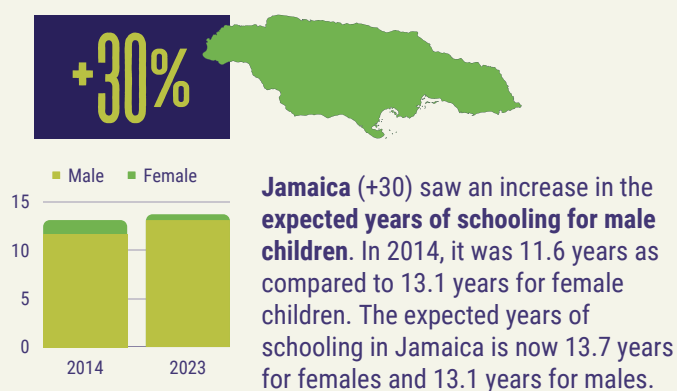 +30%
Male Female
15
10
5
0
2014 2023
Jamaica (+30) saw an increase in the
expected years of schooling for male
children. In 2014, it was 11.6 years as
compared to 13.1 years for female
children. The expected years of
schooling in Jamaica is now 13.7 years
for females and 13.1 years for males.